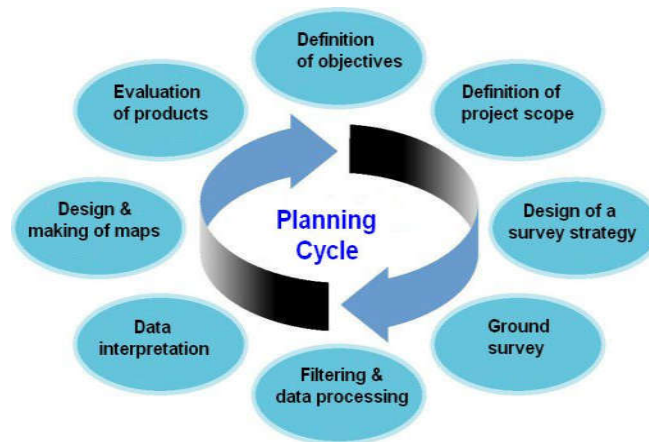 Definition
of objectives
Definition of
project scope
Design of a
survey strategy
Ground
survey
Filtering &
data processing
Data
interpretation
Design &
making of maps
Evaluation
of products
Planning
Cycle